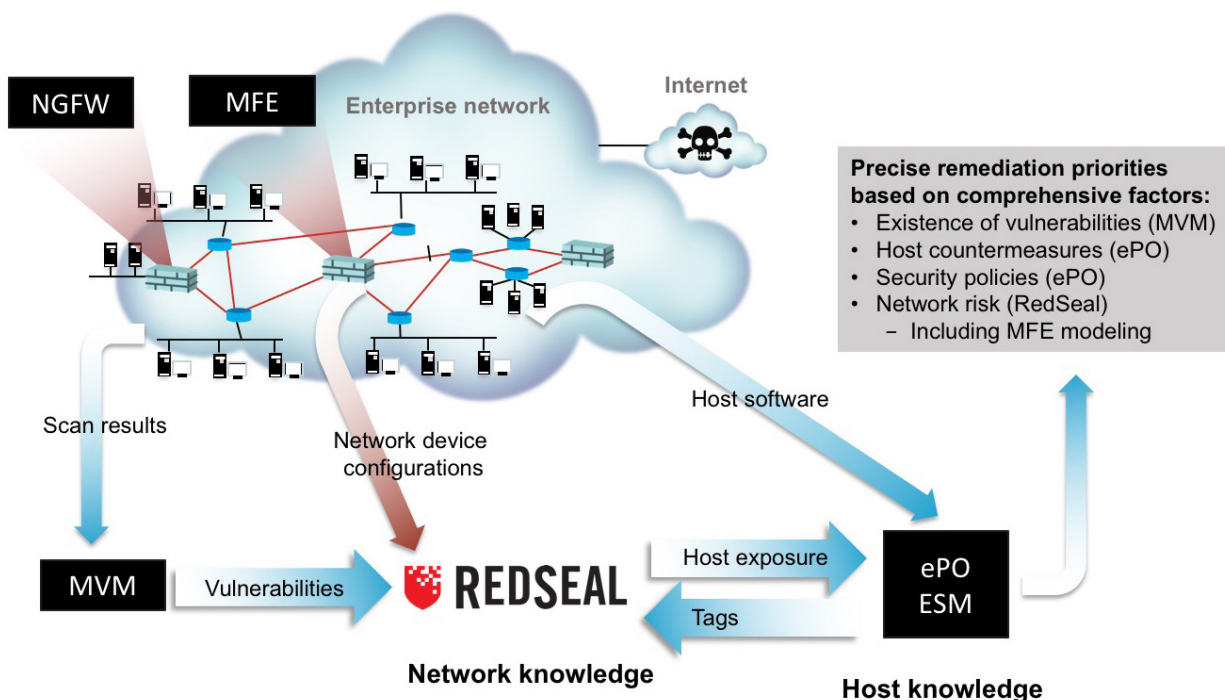 NGFW
MFE
Enterprise network
Internet
Precise remediation priorities
based on comprehensive factors:
• Existence of vulnerabilities (MVM)
• Host countermeasures (ePO)
• Security policies (ePO)
• Network risk (RedSeal)
– Including MFE modeling
Scan results
Network device
configurations
Host software
MVM
Vulnerabilities
REDSEAL
Host exposure
Tags
ePO
ESM
Network knowledge
Host knowledge